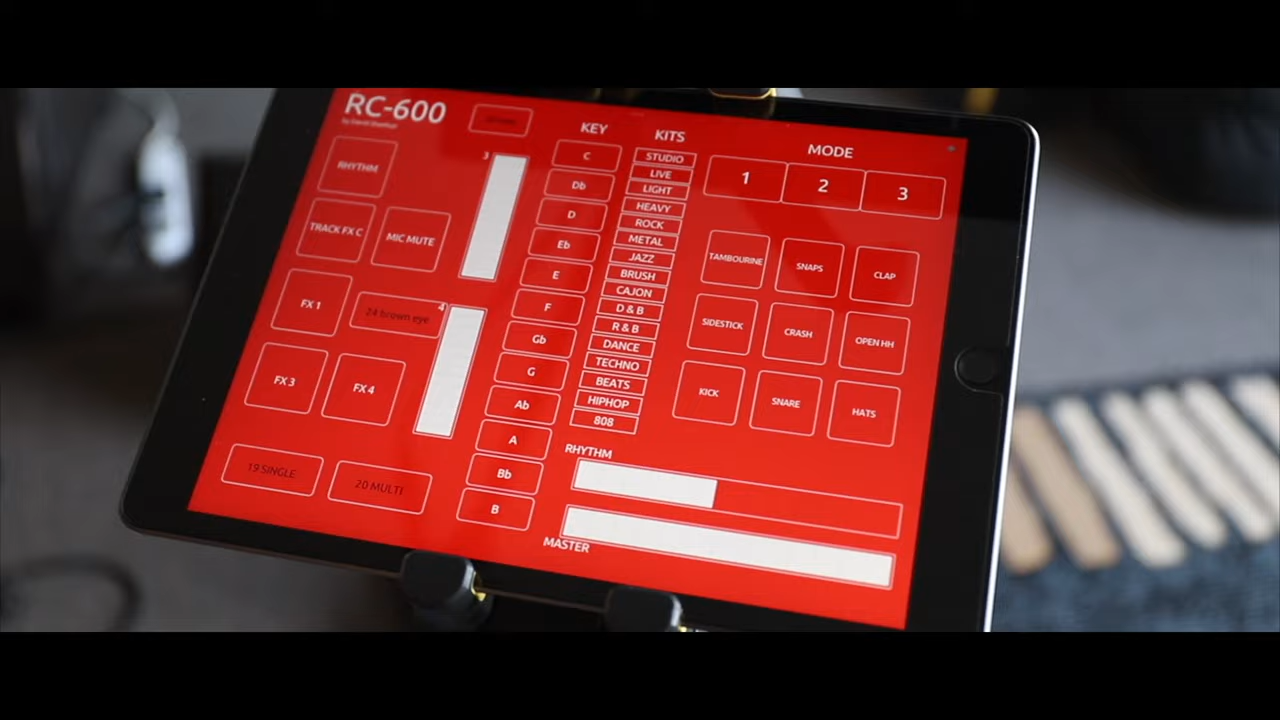 RC-600
RHYTHM
TRACK FX C
MIC MUTE
FX 1
24 brown eye
FX 3
FX 4
19 SINGLE
20 MULTI
3
4
KEY
C
Db
D
Eb
E
F
Gb
G
Ab
A
Bb
B
KITS
STUDIO
LIVE
LIGHT
HEAVY
ROCK
METAL
JAZZ
BRUSH
CAJON
D & B
R & B
DANCE
TECHNO
BEATS
HIPHOP
808
MODE
1 2 3
TAMBOURINE SNAPS CLAP
SIDESTICK CRASH OPEN HH
KICK SNARE HATS
RHYTHM
MASTER